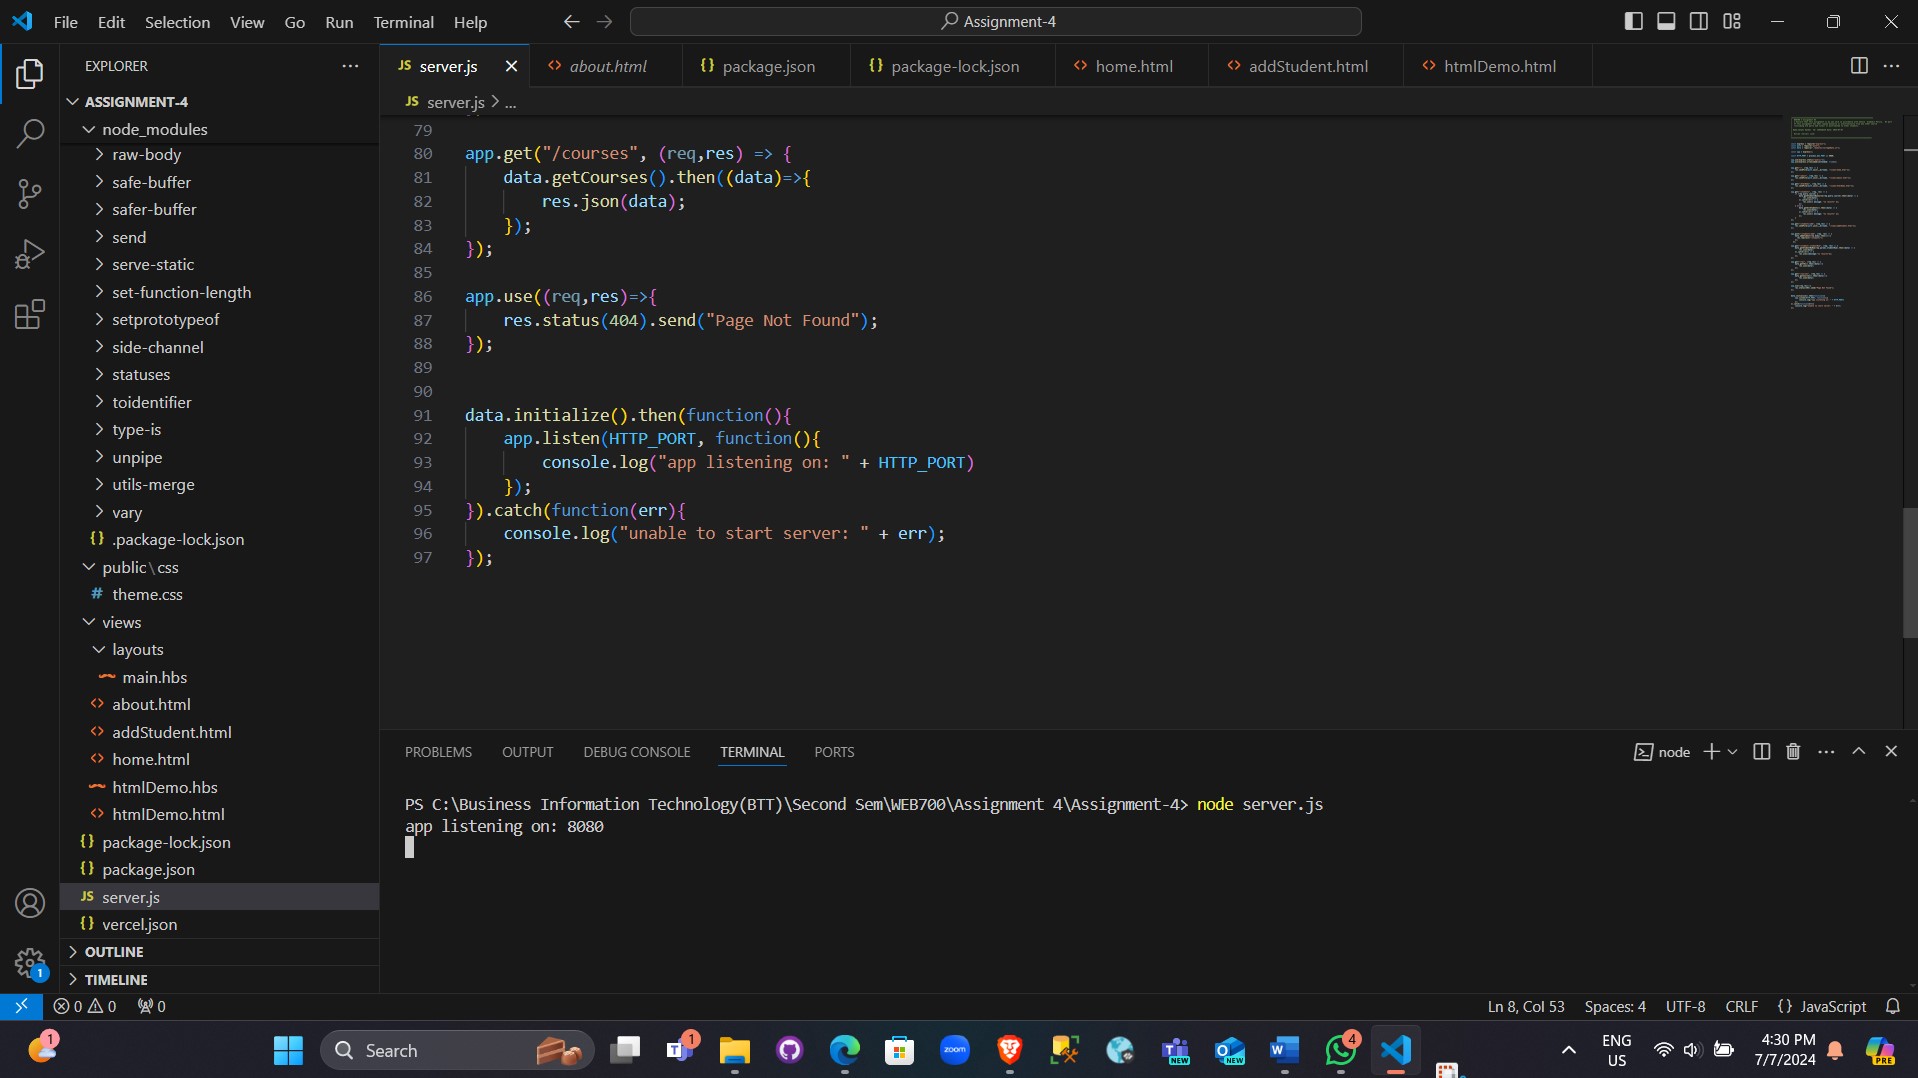 File Edit Selection View Go Run Terminal Help
Assignment-4
EXPLORER
ASSIGNMENT-4
node_modules
raw-body
safe-buffer
safer-buffer
send
serve-static
set-function-length
setprototypeof
side-channel
statuses
toidentifier
type-is
unpipe
utils-merge
vary
{} .package-lock.json
public\css
# theme.css
views
layouts
main.hbs
<> about.html
<> addStudent.html
<> home.html
htmlDemo.hbs
<> htmlDemo.html
{} package-lock.json
{} package.json
JS server.js
{} vercel.json
OUTLINE
TIMELINE
1
JS server.js
<> about.html
{} package.json
{} package-lock.json
<> home.html
<> addStudent.html
<> htmlDemo.html
JS server.js > ...
79
80 app.get("/courses", (req,res) => {
81 data.getCourses().then((data)=>{
82 res.json(data);
83 });
84 });
85
86 app.use((req,res)=>{
87 res.status(404).send("Page Not Found");
88 });
89
90
91 data.initialize().then(function(){
92 app.listen(HTTP_PORT, function(){
93 console.log("app listening on: " + HTTP_PORT)
94 });
95 }).catch(function(err){
96 console.log("unable to start server: " + err);
97 });
PROBLEMS OUTPUT DEBUG CONSOLE TERMINAL PORTS
node
PS C:\Business Information Technology(BTT)\Second Sem\WEB700\Assignment 4\Assignment-4> node server.js
app listening on: 8080
0 0 0
Ln 8, Col 53 Spaces: 4 UTF-8 CRLF {} JavaScript
1
Search
1
zoom
NEW
NEW
4
ENG
US
4:30 PM
7/7/2024
PRE